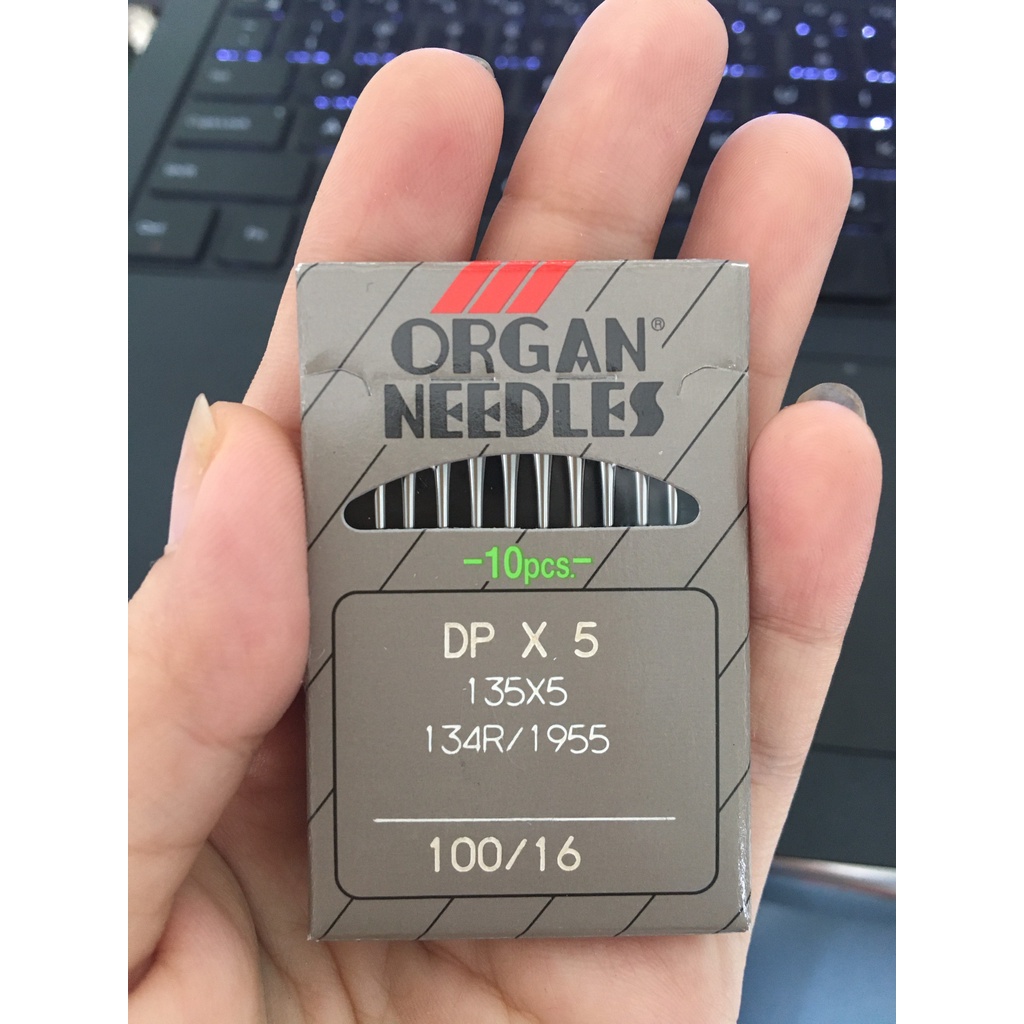 ORGAN®
NEEDLES
-10pcs.-
DP X 5
135X5
134R/1955
100/16